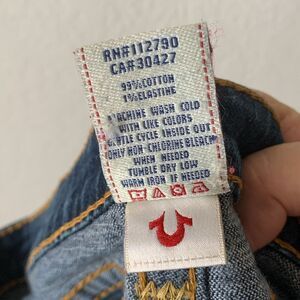 RN#112790
CA#30427
99%COTTON
1%ELASTINE
MACHINE WASH COLD
WITH LIKE COLORS
GENTLE CYCLE INSIDE OUT
ONLY NON-CHLORINE BLEACH
WHEN NEEDED
TUMBLE DRY LOW
WARM IRON IF NEEDED